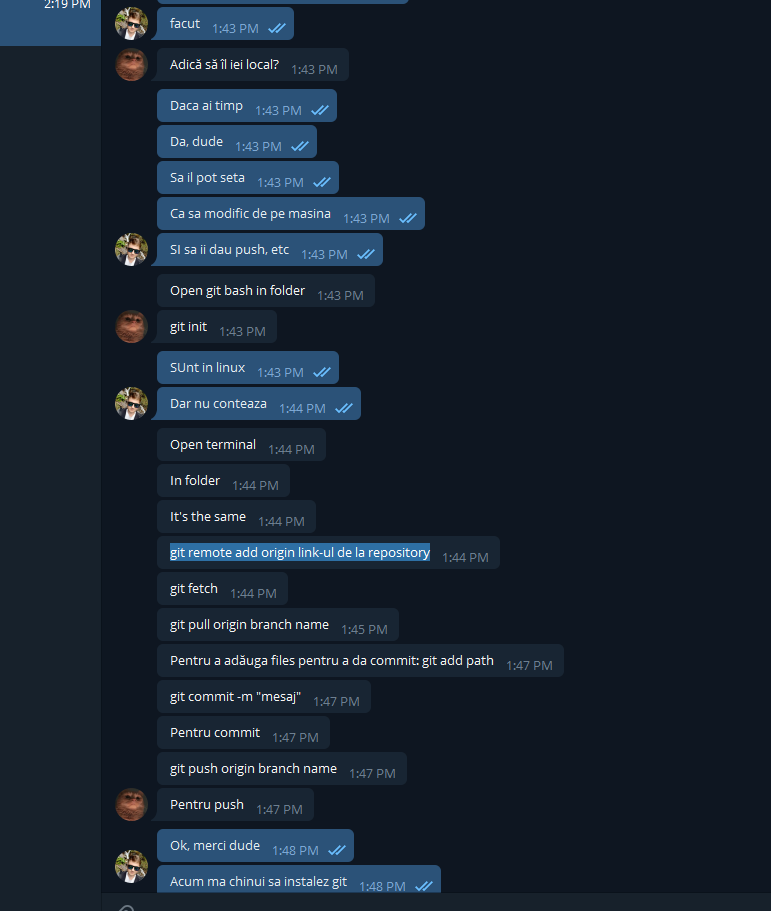 2:19 PM
facut 1:43 PM
Adică să îl iei local? 1:43 PM
Daca ai timp 1:43 PM
Da, dude 1:43 PM
Sa il pot seta 1:43 PM
Ca sa modific de pe masina 1:43 PM
SI sa ii dau push, etc 1:43 PM
Open git bash in folder 1:43 PM
git init 1:43 PM
SUnt in linux 1:43 PM
Dar nu conteaza 1:44 PM
Open terminal 1:44 PM
In folder 1:44 PM
It's the same 1:44 PM
git remote add origin link-ul de la repository 1:44 PM
git fetch 1:44 PM
git pull origin branch name 1:45 PM
Pentru a adăuga files pentru a da commit: git add path 1:47 PM
git commit -m "mesaj" 1:47 PM
Pentru commit 1:47 PM
git push origin branch name 1:47 PM
Pentru push 1:47 PM
Ok, merci dude 1:48 PM
Acum ma chinui sa instalez git 1:48 PM